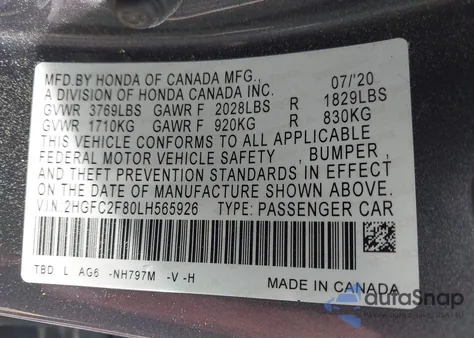 MFD.BY HONDA OF CANADA MFG., 07/'20
A DIVISION OF HONDA CANADA INC.
GVWR 3769LBS GAWR F 2028LBS R 1829LBS
GVWR 1710KG GAWR F 920KG R 830KG
THIS VEHICLE CONFORMS TO ALL APPLICABLE
FEDERAL MOTOR VEHICLE SAFETY , BUMPER,
AND THEFT PREVENTION STANDARDS IN EFFECT
ON THE DATE OF MANUFACTURE SHOWN ABOVE.
V.I.N: 2HGFC2F80LH565926 TYPE: PASSENGER CAR
TBD L AG6 -NH797M -V -H
MADE IN CANADA
autoSnap